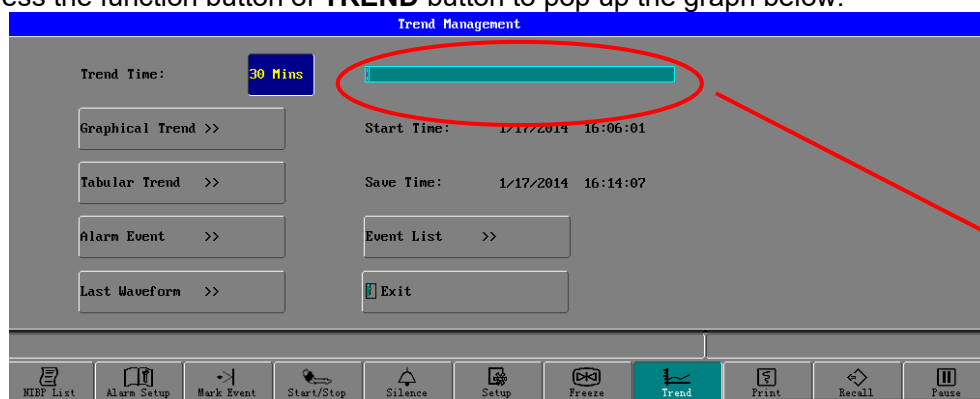 ess the function button of TREND button to pop up the graph below:
Trend Management
Trend Time: 30 Mins
Graphical Trend >> Start Time: 1/17/2014 16:06:01
Tabular Trend >> Save Time: 1/17/2014 16:14:07
Alarm Event >> Event List >>
Last Waveform >> Exit
NIBP List Alarm Setup Mark Event Start/Stop Silence Setup Freeze Trend Print Recall Pause